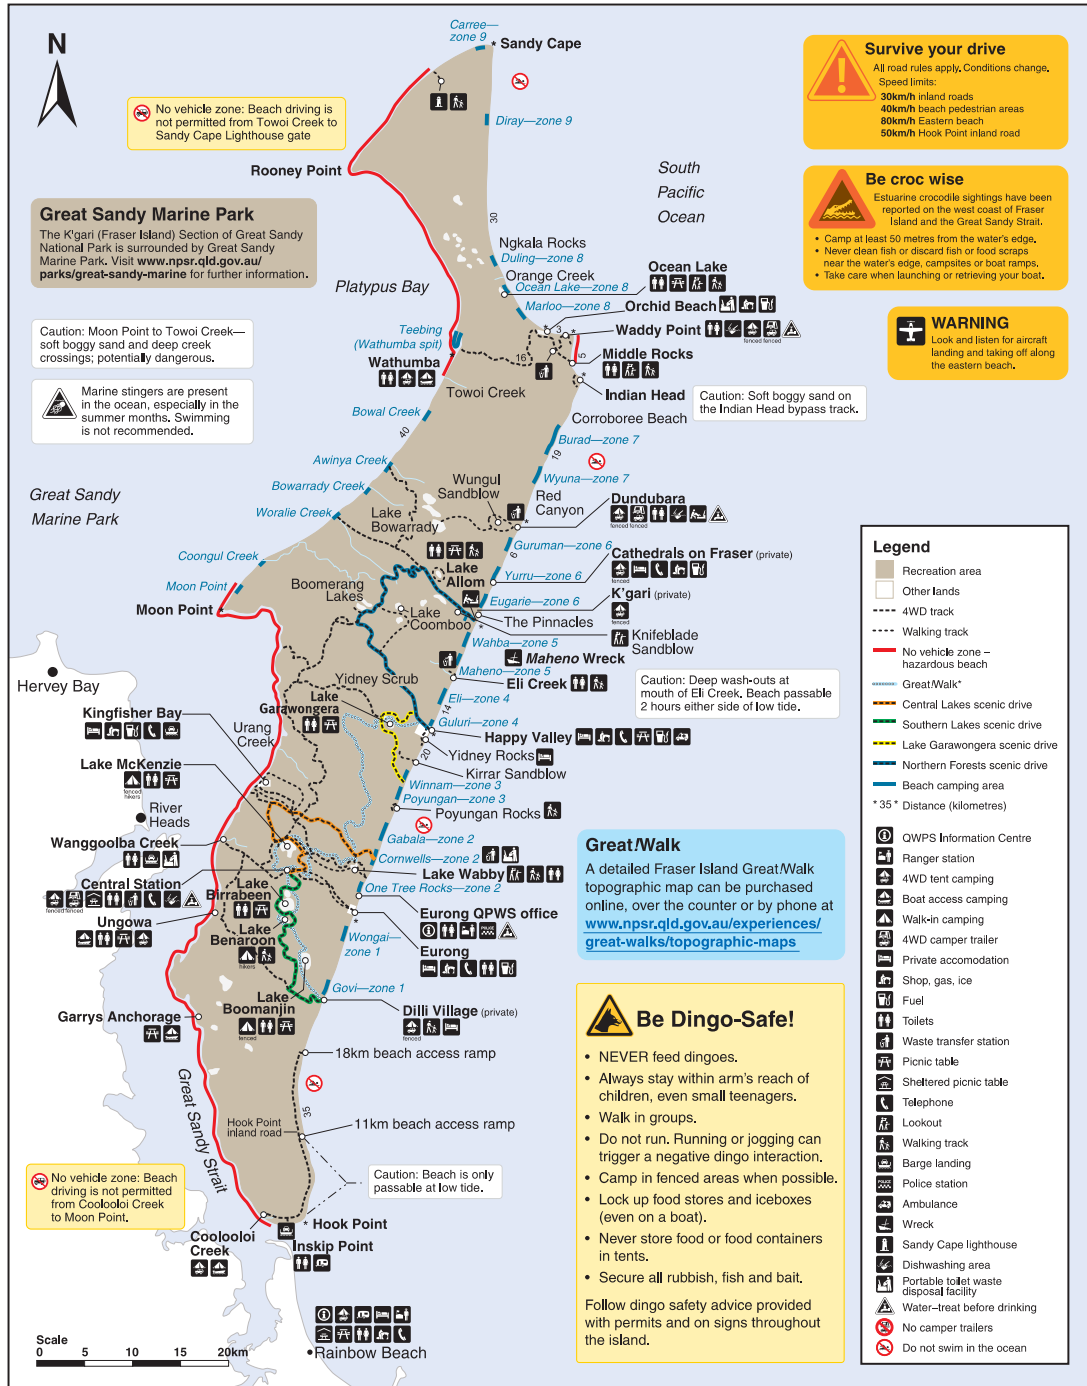 Carree—
zone 9
* Sandy Cape
N
No vehicle zone: Beach driving is
not permitted from Towoi Creek to
Sandy Cape Lighthouse gate
Diray—zone 9
Rooney Point
South
Pacific
Ocean
Survive your drive
All road rules apply. Conditions change.
Speed limits:
30km/h inland roads
40km/h beach pedestrian areas
80km/h Eastern beach
50km/h Hook Point inland road
Be croc wise
Estuarine crocodile sightings have been
reported on the west coast of Fraser
Island and the Great Sandy Strait.
• Camp at least 50 metres from the water's edge.
• Never clean fish or discard fish or food scraps
near the water's edge, campsites or boat ramps.
• Take care when launching or retrieving your boat.
WARNING
Look and listen for aircraft
landing and taking off along
the eastern beach.
Great Sandy Marine Park
The K'gari (Fraser Island) Section of Great Sandy
National Park is surrounded by Great Sandy
Marine Park. Visit www.npsr.qld.gov.au/
parks/great-sandy-marine for further information.
30
Ngkala Rocks
Duling—zone 8
Orange Creek
Ocean Lake—zone 8
Ocean Lake
Platypus Bay
Marloo—zone 8
Orchid Beach
* 3 *
Waddy Point
fenced fenced
Caution: Moon Point to Towoi Creek—
soft boggy sand and deep creek
crossings; potentially dangerous.
Teebing
(Wathumba spit)
Wathumba
*
16
5
Middle Rocks
*
Indian Head
Towoi Creek
Caution: Soft boggy sand on
the Indian Head bypass track.
Marine stingers are present
in the ocean, especially in the
summer months. Swimming
is not recommended.
Bowal Creek
40
Corroboree Beach
Burad—zone 7
19
Awinya Creek
Wyuna—zone 7
Great Sandy
Marine Park
Bowarrady Creek
Wungul
Sandblow
Red
Canyon
Dundubara
fenced fenced
Woralie Creek
Lake
Bowarrady
*
Guruman—zone 6
6
Cathedrals on Fraser (private)
fenced
Coongul Creek
Yurru—zone 6
Lake
Allom
Moon Point
Moon Point *
Boomerang
Lakes
Eugarie—zone 6
K'gari (private)
fenced
Lake
Coomboo
The Pinnacles
*
Knifeblade
Sandblow
Wahba—zone 5
Maheno Wreck
Maheno—zone 5
Eli Creek
Caution: Deep wash-outs at
mouth of Eli Creek. Beach passable
2 hours either side of low tide.
Yidney Scrub
Eli—zone 4
Hervey Bay
Lake
Garawongera
14
Guluri—zone 4
*
Happy Valley
Kingfisher Bay
Urang
Creek
20
Yidney Rocks
Kirrar Sandblow
Lake McKenzie
fenced
hikers
Winnam—zone 3
Poyungan—zone 3
Poyungan Rocks
River
Heads
Gabala—zone 2
Wanggoolba Creek
Cornwells—zone 2
Lake Wabby
Central Station
fenced fenced
Lake
Birrabeen
One Tree Rocks—zone 2
Ungowa
Eurong QPWS office
POLICE
*
Lake
Benaroon
hikers
Wongai—
zone 1
Eurong
Govi—zone 1
Lake
Boomanjin
fenced
Dilli Village (private)
fenced
Garrys Anchorage
18km beach access ramp
Great Sandy Strait
35
Hook Point
inland road
11km beach access ramp
No vehicle zone: Beach
driving is not permitted
from Coolooloi Creek
to Moon Point.
Caution: Beach is only
passable at low tide.
* Hook Point
Coolooloi
Creek
Inskip Point
Scale
0 5 10 15 20km
•Rainbow Beach
Great Walk
A detailed Fraser Island Great Walk
topographic map can be purchased
online, over the counter or by phone at
www.npsr.qld.gov.au/experiences/
great-walks/topographic-maps
Be Dingo-Safe!
• NEVER feed dingoes.
• Always stay within arm's reach of
children, even small teenagers.
• Walk in groups.
• Do not run. Running or jogging can
trigger a negative dingo interaction.
• Camp in fenced areas when possible.
• Lock up food stores and iceboxes
(even on a boat).
• Never store food or food containers
in tents.
• Secure all rubbish, fish and bait.
Follow dingo safety advice provided
with permits and on signs throughout
the island.
Legend
Recreation area
Other lands
4WD track
Walking track
No vehicle zone –
hazardous beach
Great Walk*
Central Lakes scenic drive
Southern Lakes scenic drive
Lake Garawongera scenic drive
Northern Forests scenic drive
Beach camping area
* 35 * Distance (kilometres)
QWPS Information Centre
Ranger station
4WD tent camping
Boat access camping
Walk-in camping
4WD camper trailer
Private accomodation
Shop, gas, ice
Fuel
Toilets
Waste transfer station
Picnic table
Sheltered picnic table
Telephone
Lookout
Walking track
Barge landing
POLICE Police station
Ambulance
Wreck
Sandy Cape lighthouse
Dishwashing area
Portable toilet waste
disposal facility
Water–treat before drinking
No camper trailers
Do not swim in the ocean